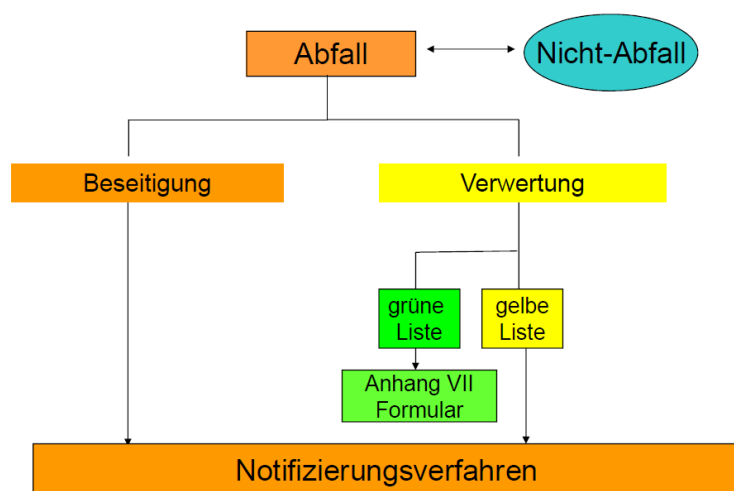 Abfall
Nicht-Abfall
Beseitigung
Verwertung
grüne
Liste
gelbe
Liste
Anhang VII
Formular
Notifizierungsverfahren